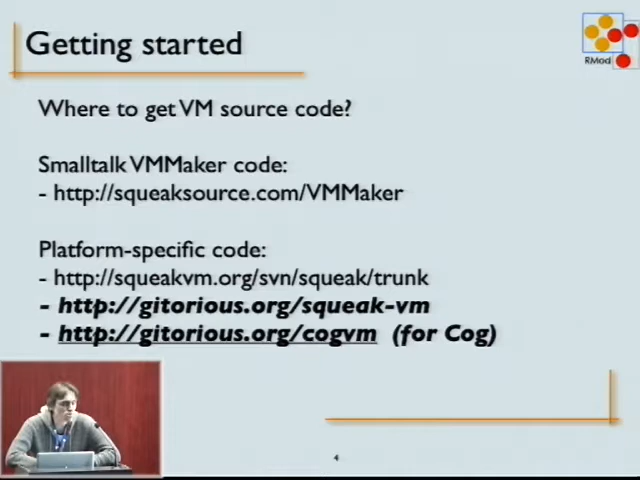 Getting started
RMod
Where to get VM source code?
Smalltalk VMMaker code:
- http://squeaksource.com/VMMaker
Platform-specific code:
- http://squeakvm.org/svn/squeak/trunk
- http://gitorious.org/squeak-vm
- http://gitorious.org/cogvm (for Cog)
4